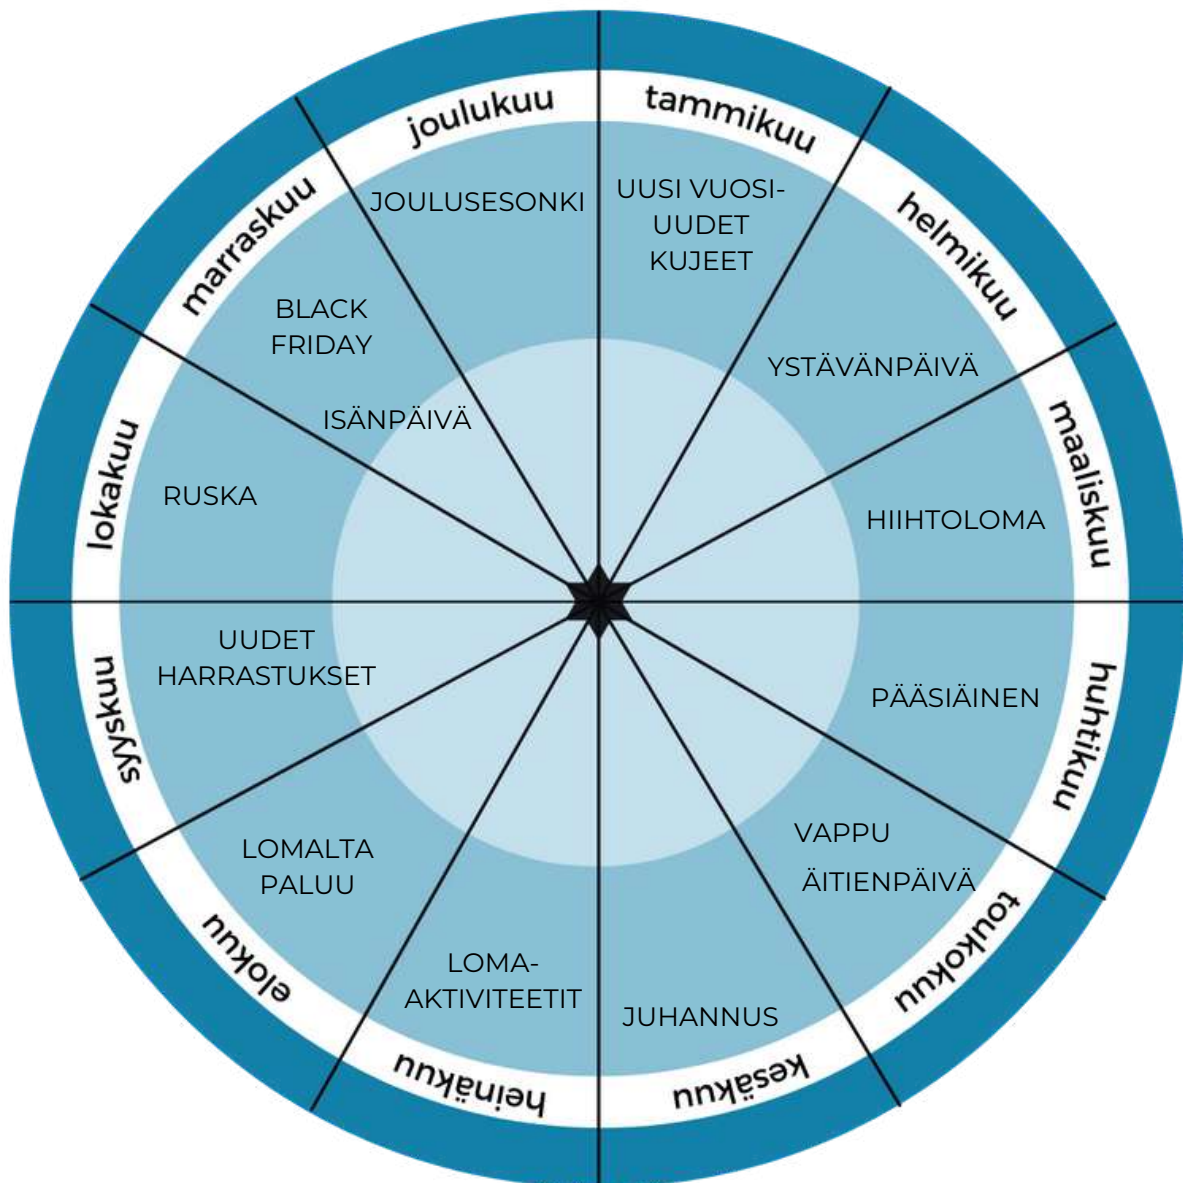 tammikuu
UUSI VUOSI-
UUDET
KUJEET
helmikuu
YSTÄVÄNPÄIVÄ
maaliskuu
HIIHTOLOMA
huhtikuu
PÄÄSIÄINEN
toukokuu
VAPPU
ÄITIENPÄIVÄ
kesäkuu
JUHANNUS
heinäkuu
LOMA-
AKTIVITEETIT
elokuu
LOMALTA
PALUU
syyskuu
UUDET
HARRASTUKSET
lokakuu
RUSKA
marraskuu
BLACK
FRIDAY
ISÄNPÄIVÄ
joulukuu
JOULUSESONKI